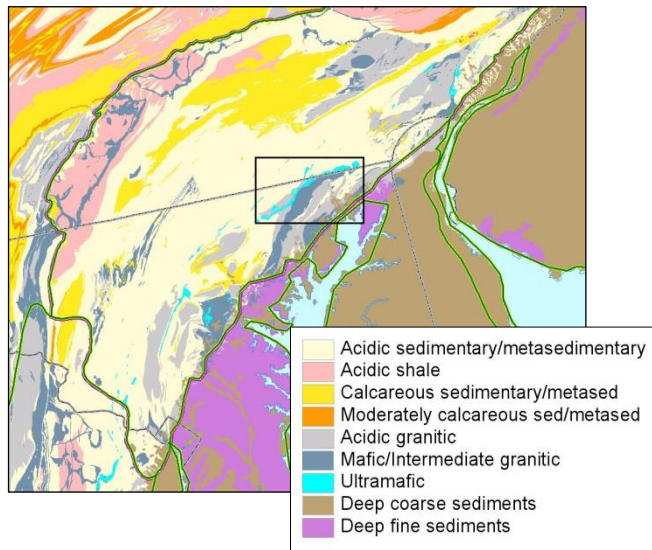 Acidic sedimentary/metasedimentary
Acidic shale
Calcareous sedimentary/metased
Moderately calcareous sed/metased
Acidic granitic
Mafic/Intermediate granitic
Ultramafic
Deep coarse sediments
Deep fine sediments